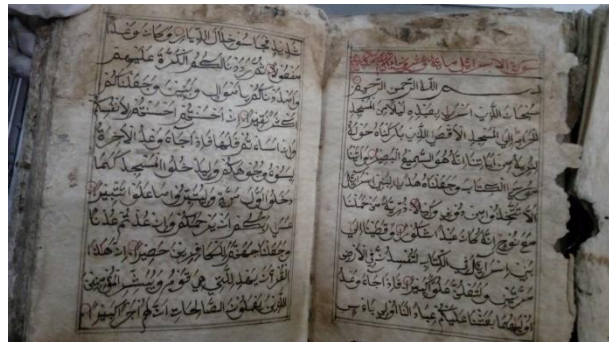 بسم الله الرحمن الرحيم
سبحان الذي اسرى بعبده ليلا من المسجد
الحرام الى المسجد الاقصى الذي باركنا حوله
لنريه من اياتنا انه هو السميع البصير واتينا
موسى الكتاب وجعلناه هدى لبني اسرائيل
الا تتخذوا من دوني وكيلا ذرية من حملنا
مع نوح انه كان عبدا شكورا وقضينا الى
بني اسرائيل في الكتاب لتفسدن في الارض
مرتين ولتعلن علوا كبيرا فاذا جاء وعد
اوليهما بعثنا عليكم عبادا لنا اولي باس
شديد فجاسوا خلال الديار وكان وعدا
مفعولا ثم رددنا لكم الكرة عليهم
وامددناكم باموال وبنين وجعلناكم
اكثر نفيرا ان احسنتم احسنتم لانفسكم
وان اساتم فلها فاذا جاء وعد الاخرة
ليسوءوا وجوهكم وليدخلوا المسجد كما
دخلوه اول مرة وليتبروا ما علوا تتبيرا
عسى ربكم ان يرحمكم وان عدتم عدنا
وجعلنا جهنم للكافرين حصيرا ان هذا
القران يهدي للتي هي اقوم ويبشر المؤمنين
الذين يعملون الصالحات ان لهم اجرا كبيرا